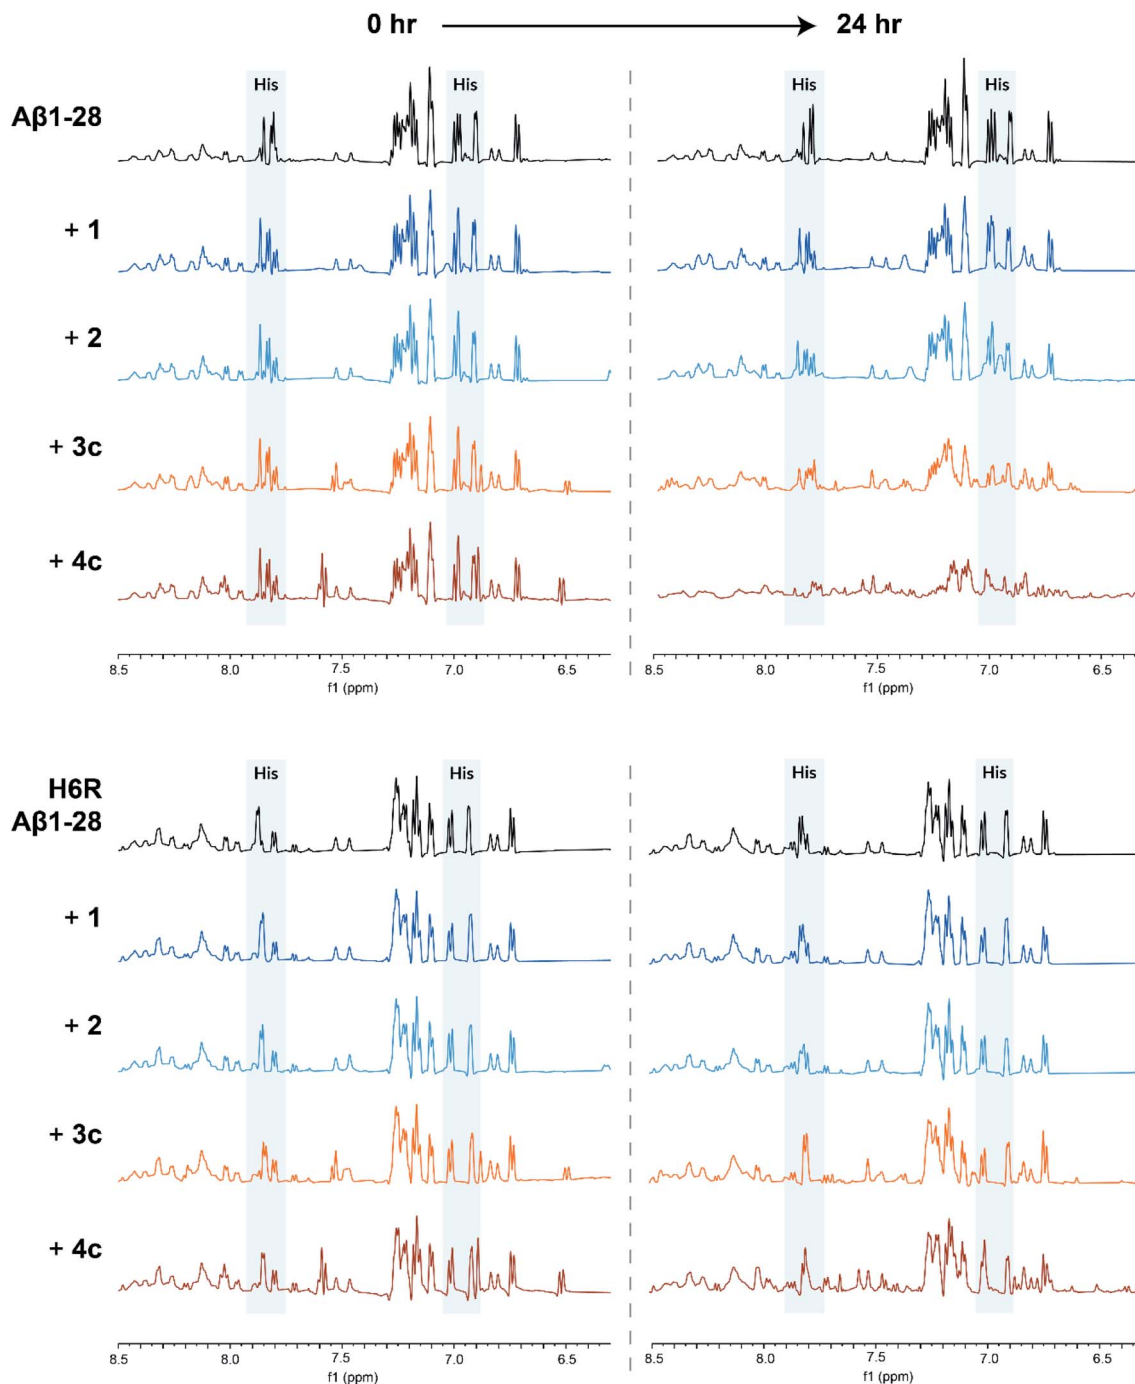 0 hr 24 hr
His His His His
Aβ1-28
+ 1
+ 2
+ 3c
+ 4c
8.5 8.0 7.5 7.0 6.5 8.5 8.0 7.5 7.0 6.5
f1 (ppm) f1 (ppm)
His His His His
H6R
Aβ1-28
+ 1
+ 2
+ 3c
+ 4c
8.5 8.0 7.5 7.0 6.5 8.5 8.0 7.5 7.0 6.5
f1 (ppm) f1 (ppm)